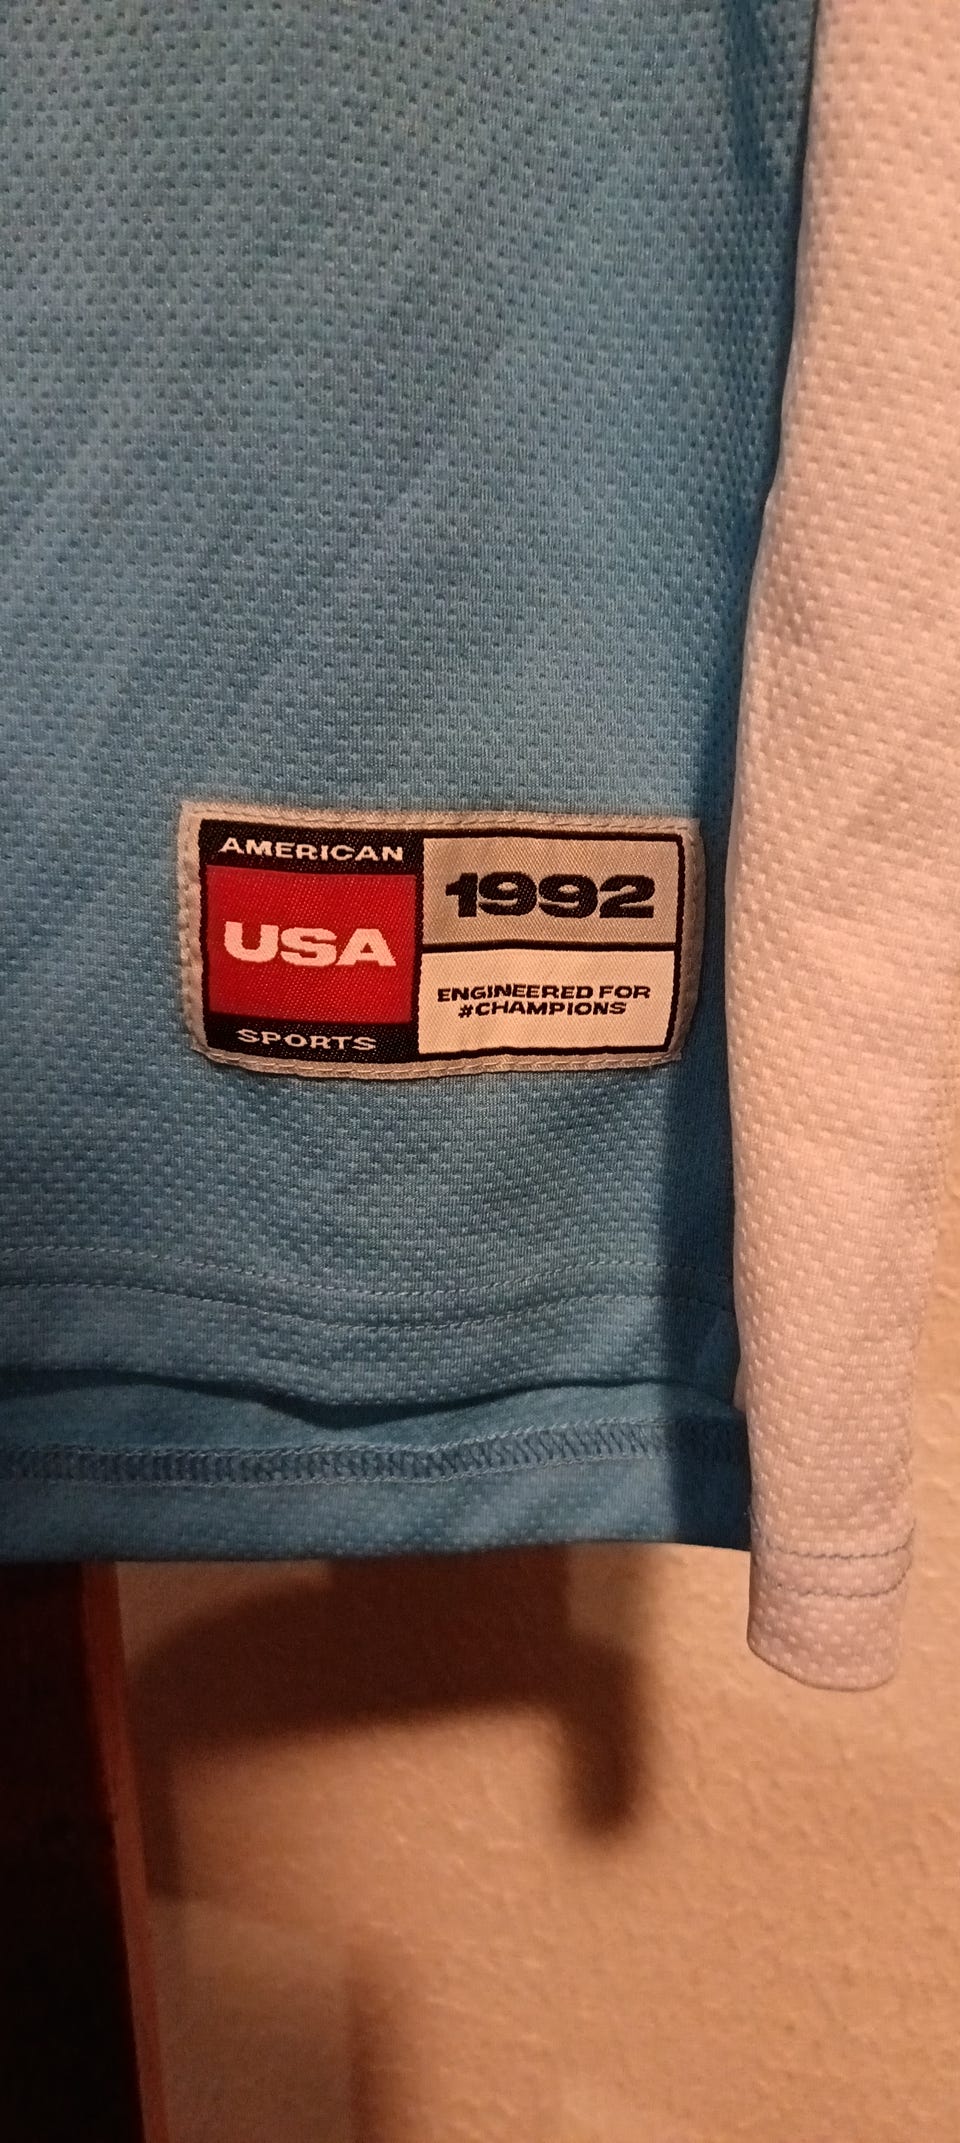 AMERICAN
USA
SPORTS
1992
ENGINEERED FOR
#CHAMPIONS